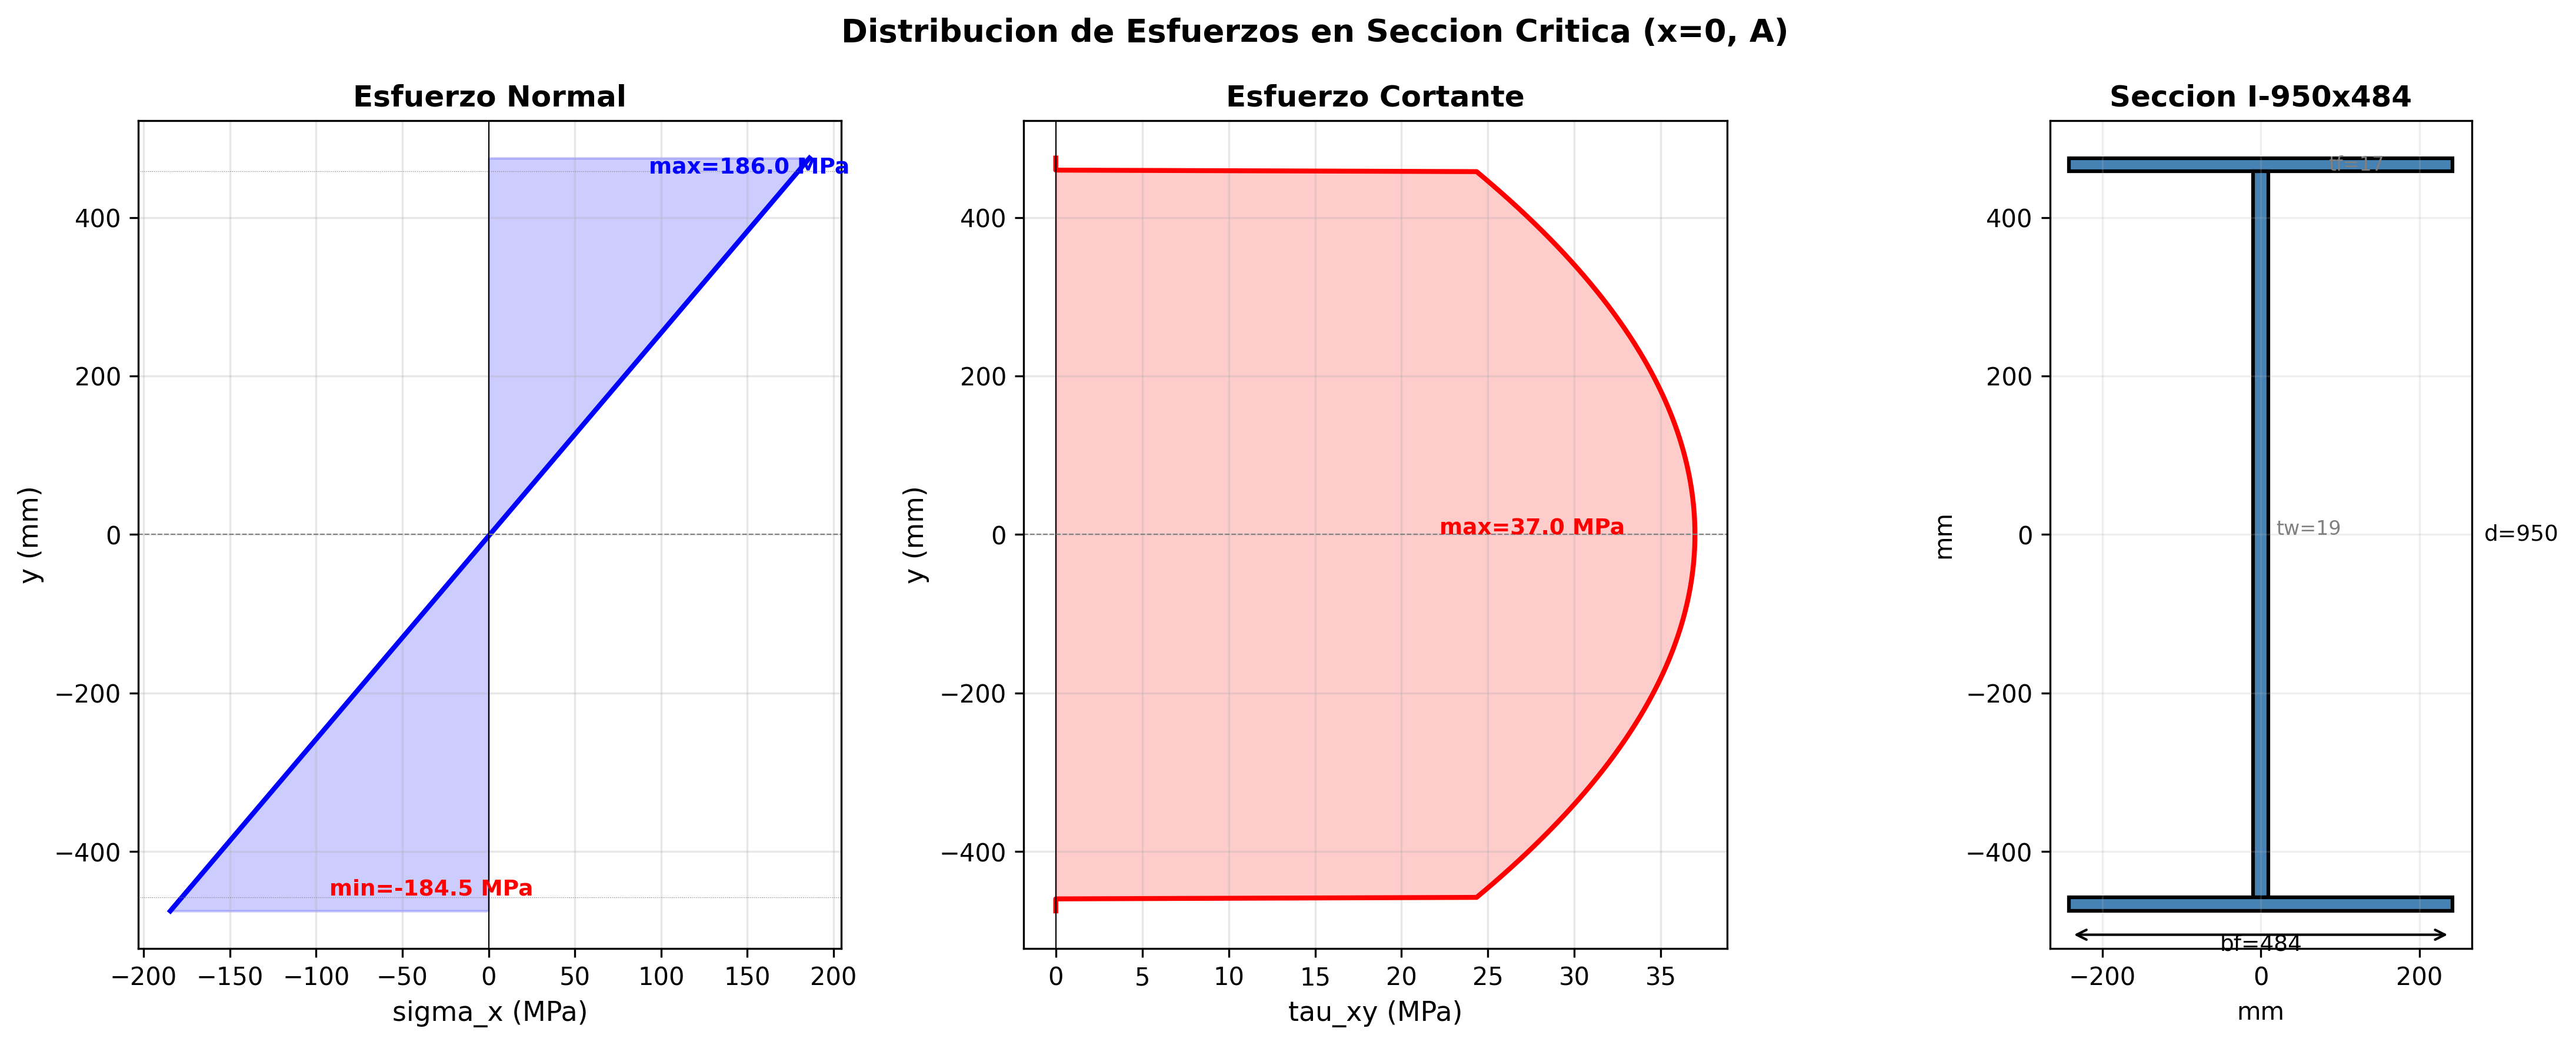 Distribucion de Esfuerzos en Seccion Critica (x=0, A)
Esfuerzo Normal
max=186.0 MPa
min=-184.5 MPa
400
200
0
−200
−400
y (mm)
−200 −150 −100 −50 0 50 100 150 200
sigma_x (MPa)
Esfuerzo Cortante
max=37.0 MPa
400
200
0
−200
−400
y (mm)
0 5 10 15 20 25 30 35
tau_xy (MPa)
Seccion I-950x484
tf=17
tw=19
d=950
bf=484
400
200
0
−200
−400
mm
−200 0 200
mm